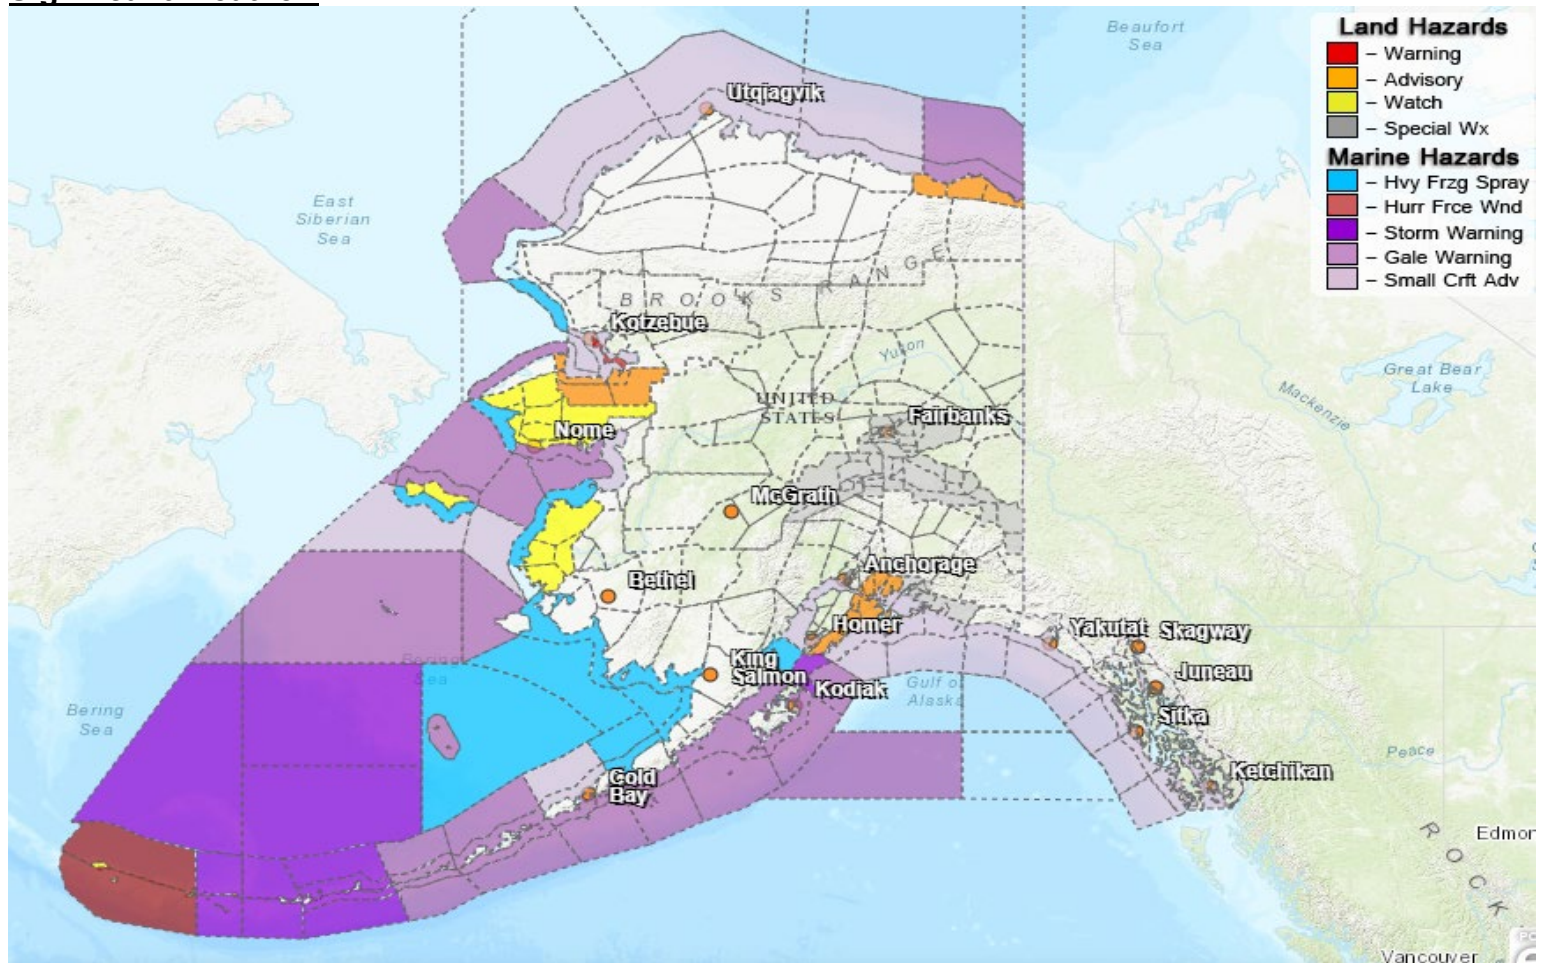 Beaufort
Sea
Land Hazards
– Warning
– Advisory
– Watch
– Special Wx
Marine Hazards
– Hvy Frzg Spray
– Hurr Frce Wnd
– Storm Warning
– Gale Warning
– Small Crft Adv
Utqiagvik
East
Siberian
Sea
BROOKS RANGE
Kotzebue
Yukon
Great Bear
Lake
Mackenzie
UNITED
STATES
Fairbanks
Nome
McGrath
Anchorage
Bethel
Homer
Yakutat
Skagway
King
Salmon
Juneau
Kodiak
Gulf of
Alaska
Bering
Sea
Bering
Sea
Sitka
Peace
Ketchikan
Cold
Bay
ROCK
Edmon
Vancouver